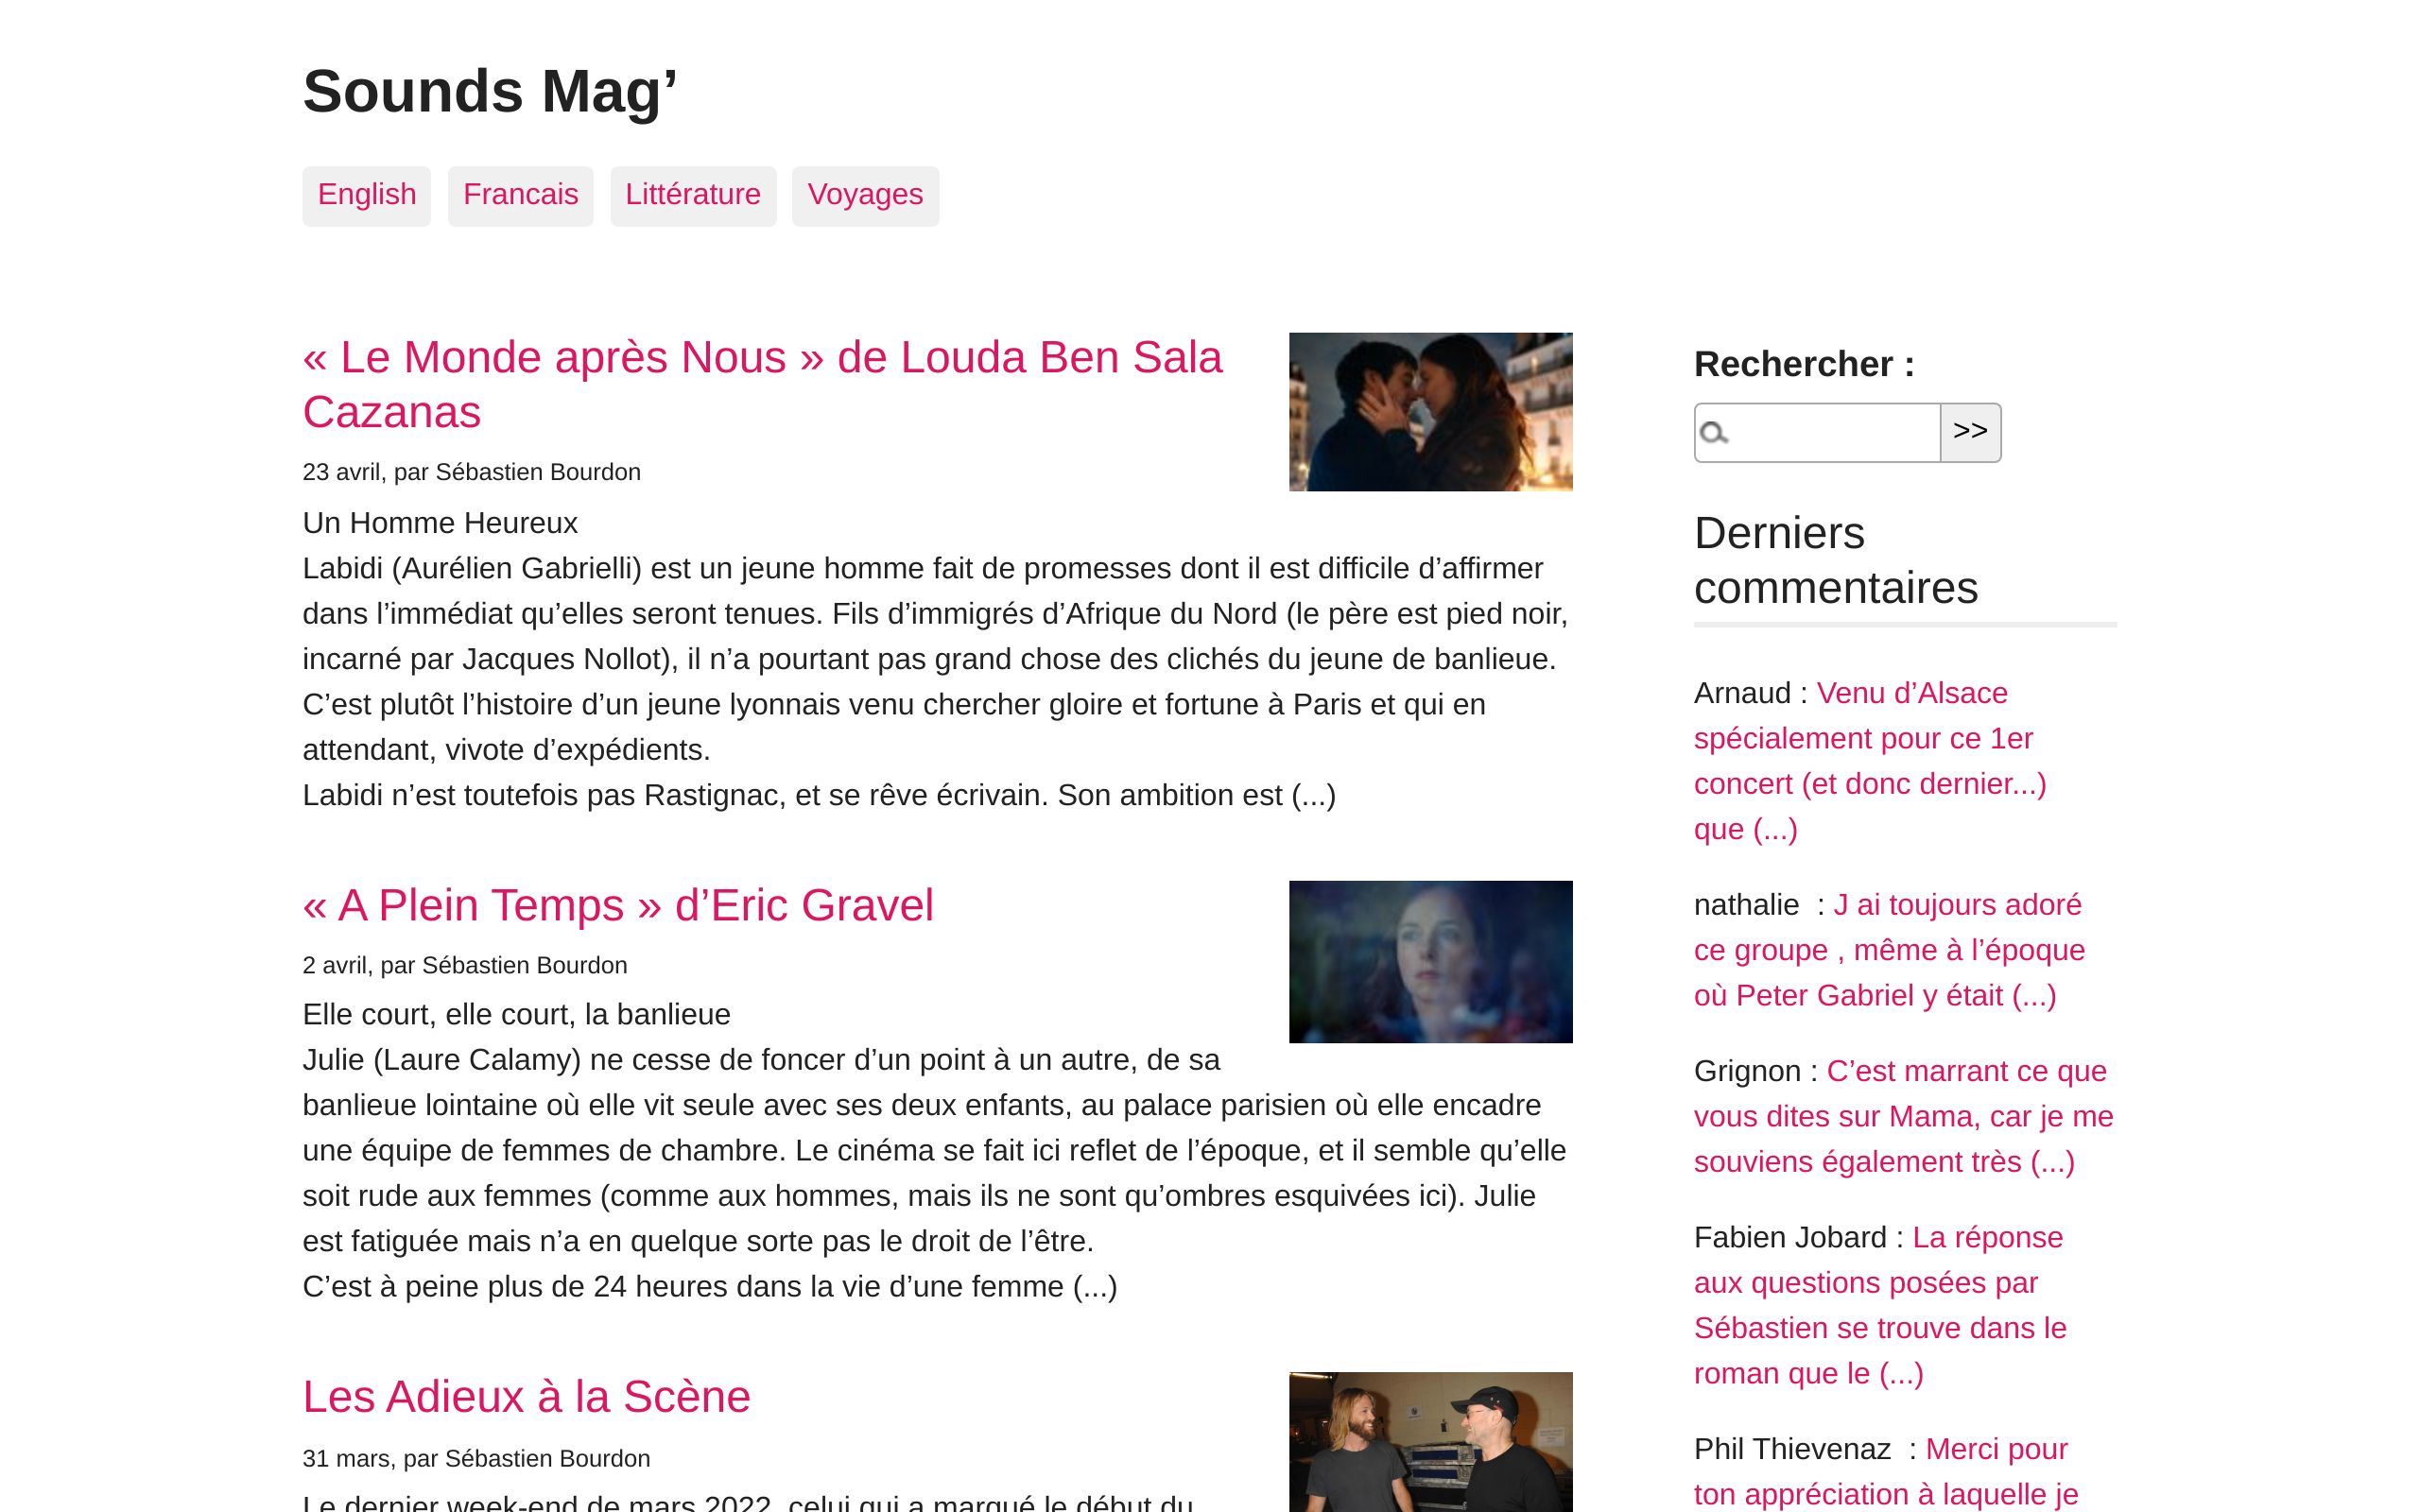 Sounds Mag’
English
Francais
Littérature
Voyages
« Le Monde après Nous » de Louda Ben Sala
Cazanas
23 avril, par Sébastien Bourdon
Un Homme Heureux
Labidi (Aurélien Gabrielli) est un jeune homme fait de promesses dont il est difficile d’affirmer
dans l’immédiat qu’elles seront tenues. Fils d’immigrés d’Afrique du Nord (le père est pied noir,
incarné par Jacques Nollot), il n’a pourtant pas grand chose des clichés du jeune de banlieue.
C’est plutôt l’histoire d’un jeune lyonnais venu chercher gloire et fortune à Paris et qui en
attendant, vivote d’expédients.
Labidi n’est toutefois pas Rastignac, et se rêve écrivain. Son ambition est (...)
« A Plein Temps » d’Eric Gravel
2 avril, par Sébastien Bourdon
Elle court, elle court, la banlieue
Julie (Laure Calamy) ne cesse de foncer d’un point à un autre, de sa
banlieue lointaine où elle vit seule avec ses deux enfants, au palace parisien où elle encadre
une équipe de femmes de chambre. Le cinéma se fait ici reflet de l’époque, et il semble qu’elle
soit rude aux femmes (comme aux hommes, mais ils ne sont qu’ombres esquivées ici). Julie
est fatiguée mais n’a en quelque sorte pas le droit de l’être.
C’est à peine plus de 24 heures dans la vie d’une femme (...)
Les Adieux à la Scène
31 mars, par Sébastien Bourdon
Le dernier week-end de mars 2022, celui qui a marqué le début du
Rechercher :
>>
Derniers
commentaires
Arnaud : Venu d’Alsace
spécialement pour ce 1er
concert (et donc dernier...)
que (...)
nathalie  : J ai toujours adoré
ce groupe , même à l’époque
où Peter Gabriel y était (...)
Grignon : C’est marrant ce que
vous dites sur Mama, car je me
souviens également très (...)
Fabien Jobard : La réponse
aux questions posées par
Sébastien se trouve dans le
roman que le (...)
Phil Thievenaz  : Merci pour
ton appréciation à laquelle je